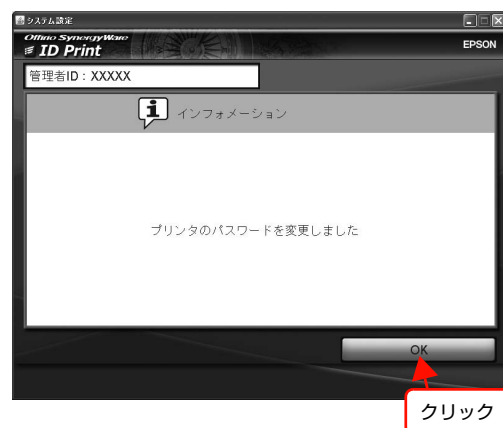 システム設定
Offirio SynergyWare
ID Print
EPSON
管理者ID：XXXXX
インフォメーション
プリンタのパスワードを変更しました
OK
クリック